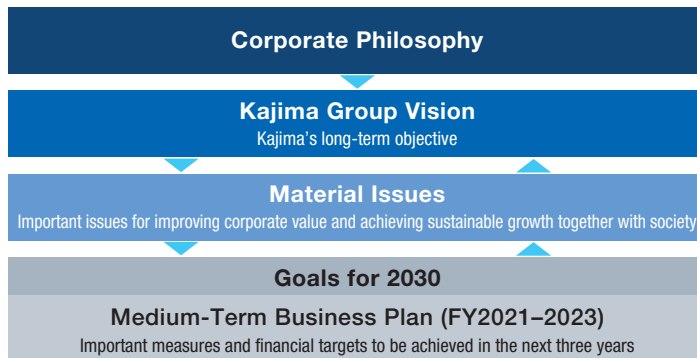 Corporate Philosophy
Kajima Group Vision
Kajima's long-term objective
Material Issues
Important issues for improving corporate value and achieving sustainable growth together with society
Goals for 2030
Medium-Term Business Plan (FY2021–2023)
Important measures and financial targets to be achieved in the next three years